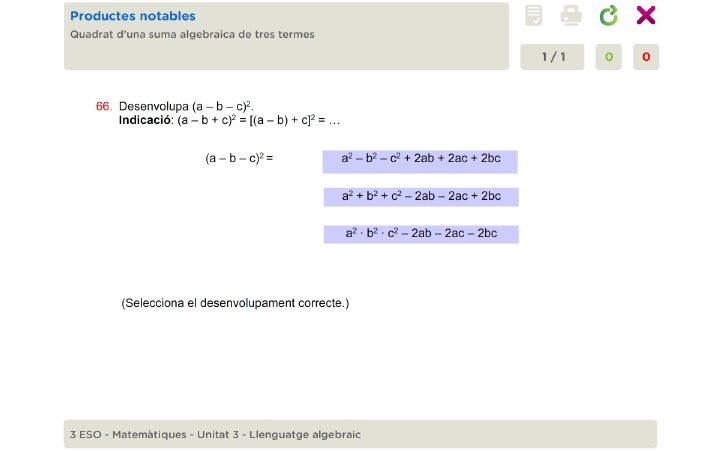 Productes notables
Quadrat d'una suma algebraica de tres termes
1 / 1
0
0
66. Desenvolupa (a – b – c)².
Indicació: (a – b + c)² = [(a – b) + c]² = …
(a – b – c)² =
a² – b² – c² + 2ab + 2ac + 2bc
a² + b² + c² – 2ab – 2ac + 2bc
a² · b² · c² – 2ab – 2ac – 2bc
(Selecciona el desenvolupament correcte.)
3 ESO - Matemàtiques - Unitat 3 - Llenguatge algebraic